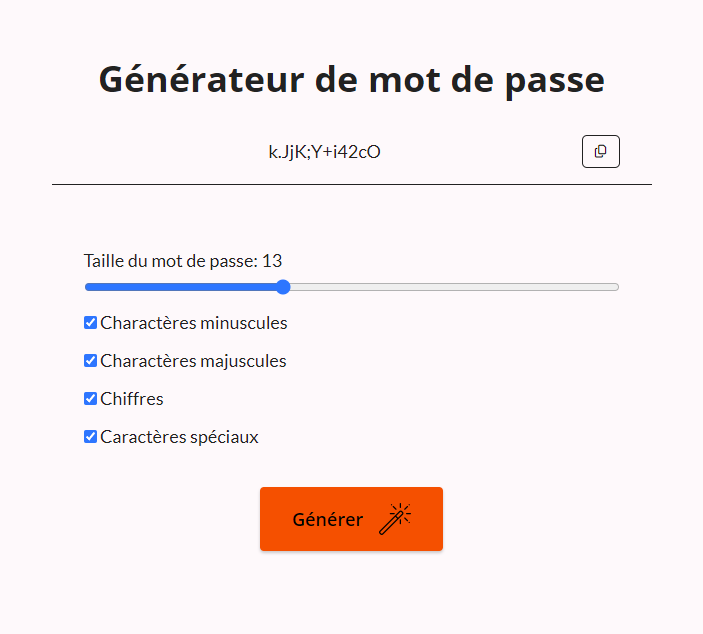 Générateur de mot de passe
k.JjK;Y+i42cO
Taille du mot de passe: 13
Charactères minuscules
Charactères majuscules
Chiffres
Caractères spéciaux
Générer